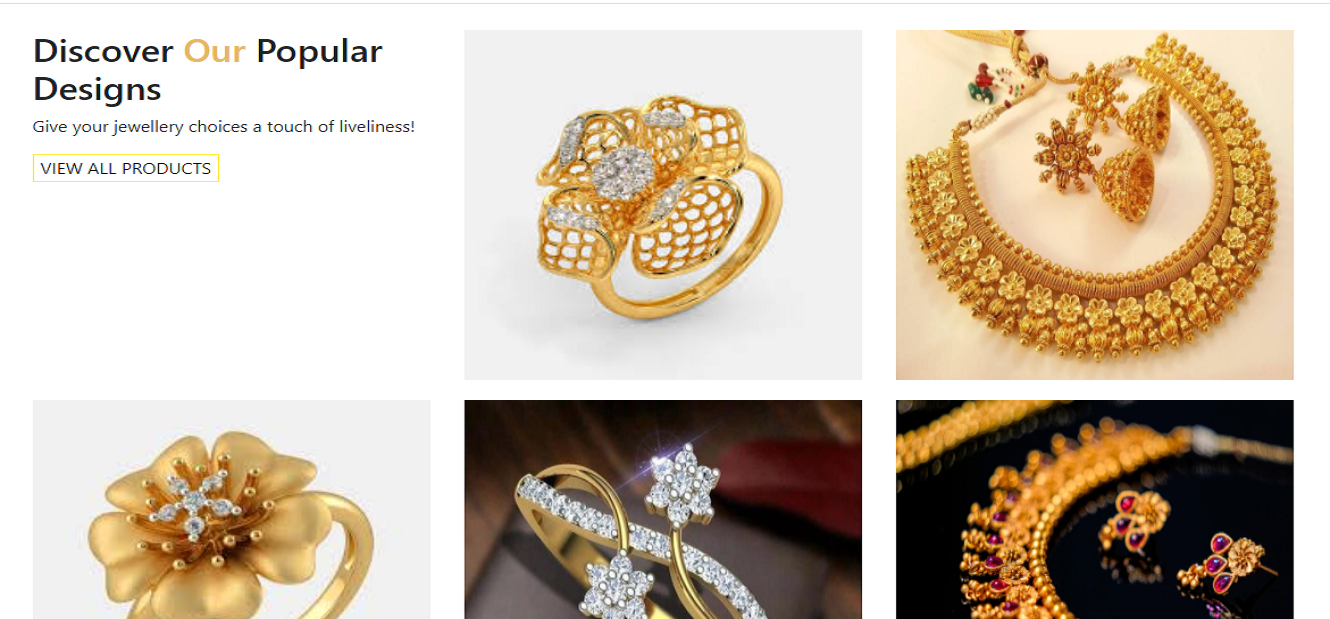 Discover Our Popular
Designs
Give your jewellery choices a touch of liveliness!
VIEW ALL PRODUCTS